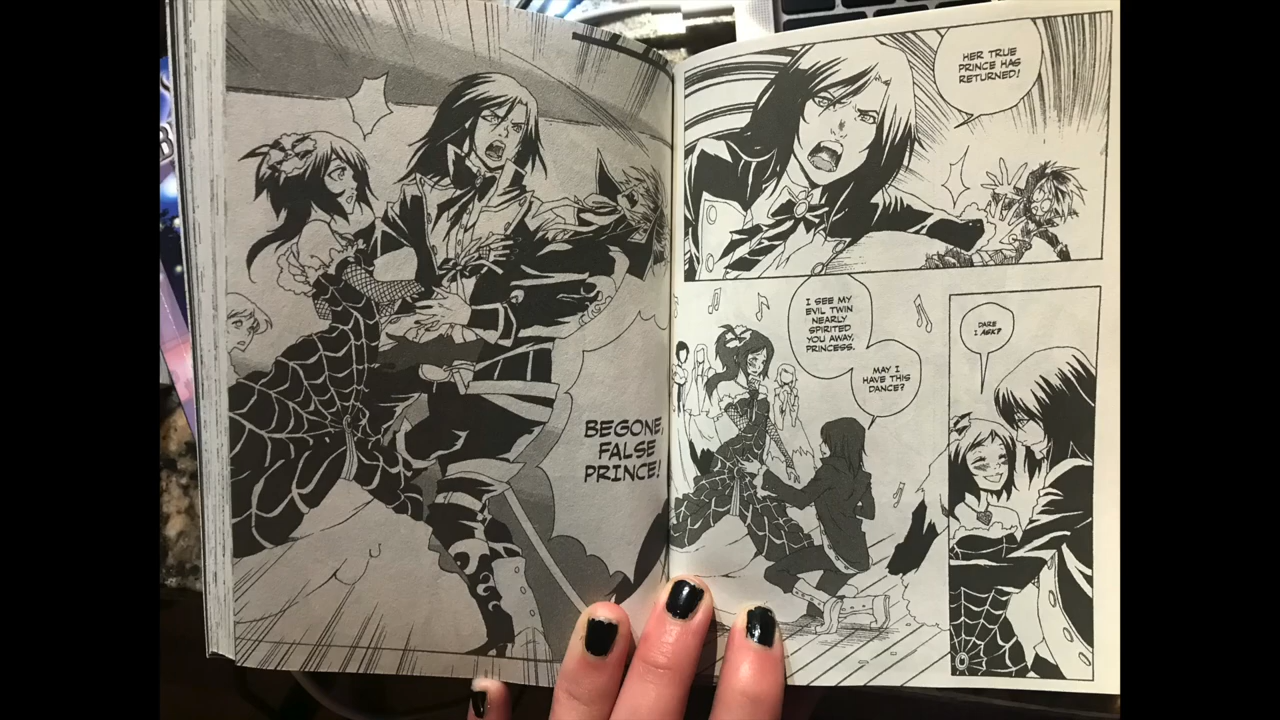 BEGONE,
FALSE
PRINCE!
HER TRUE
PRINCE HAS
RETURNED!
I SEE MY
EVIL TWIN
NEARLY
SPIRITED
YOU AWAY,
PRINCESS.
MAY I
HAVE THIS
DANCE?
DARE
I ASK?